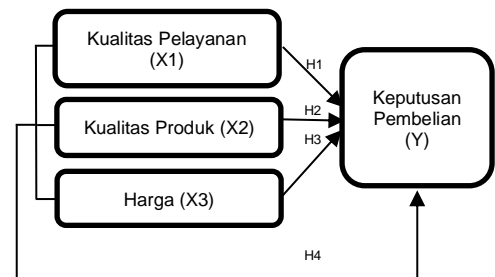 Kualitas Pelayanan
(X1)
H1
Kualitas Produk (X2)
H2
Keputusan
Pembelian
(Y)
H3
Harga (X3)
H4